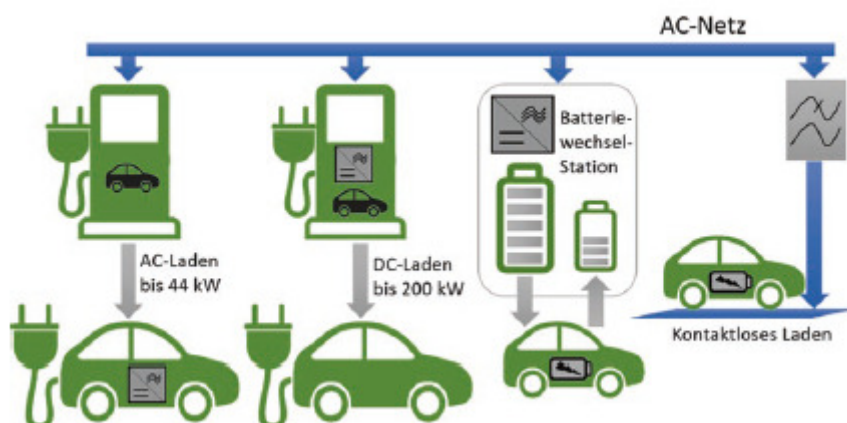 AC-Netz
Batterie-
wechsel-
Station
AC-Laden
bis 44 kW
DC-Laden
bis 200 kW
Kontaktloses Laden